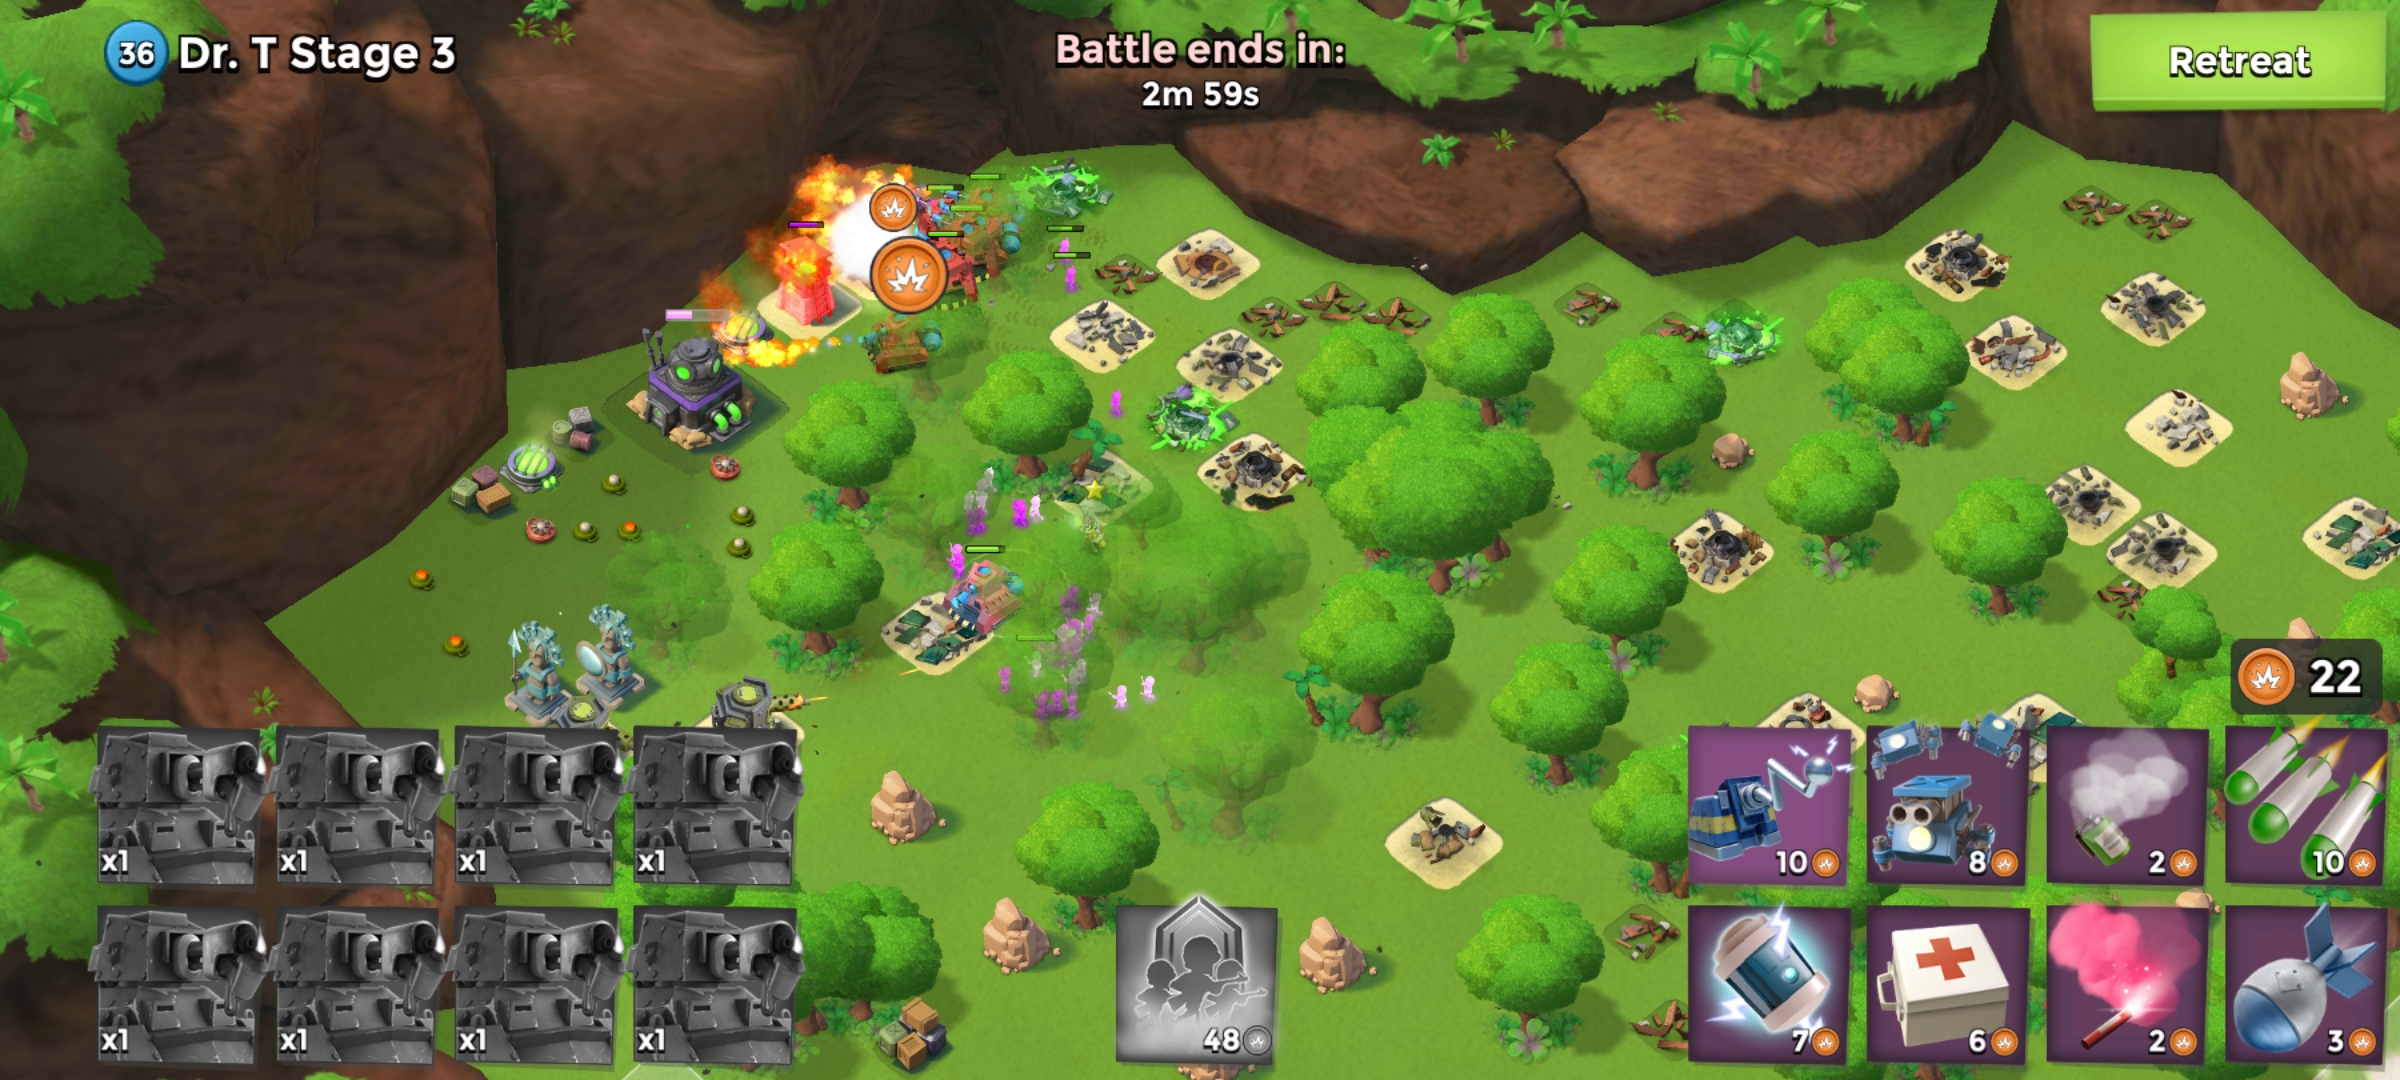 36 Dr. T Stage 3
Battle ends in:
2m 59s
Retreat
22
x1 x1 x1 x1
10 8 2 10
x1 x1 x1 x1
48
7 6 2 3